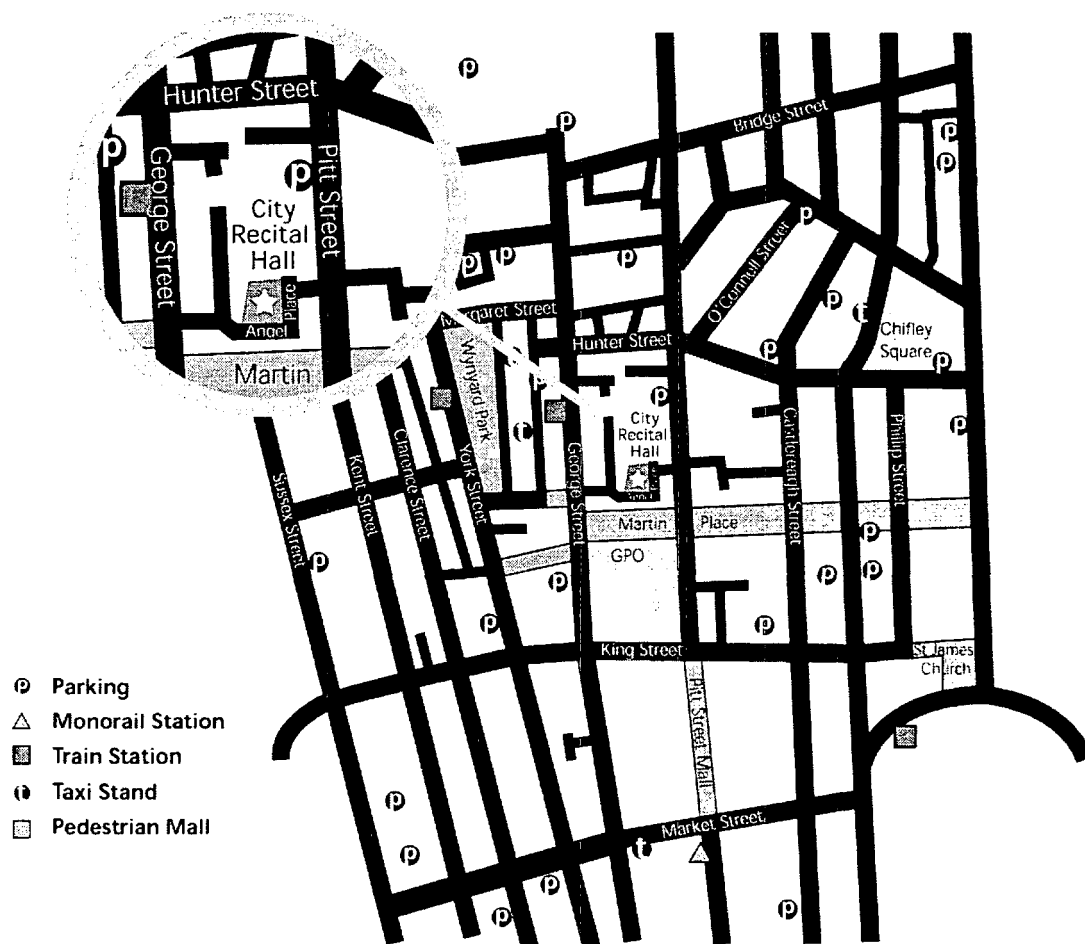 Hunter Street
P
George Street
Pitt Street
P
City
Recital
Hall
Place
Angel
Martin
P
P
Bridge Street
P
P
P
P
P
P
O'Connell Street
P
t
Chifley
Square
Margaret Street
Hunter Street
P
P
Wynyard Park
P
P
P
t
City
Recital
Hall
Angel
Sussex Street
Kent Street
Clarence Street
York Street
George Street
Castlereagh Street
Phillip Street
Martin Place
GPO
P
P
P
P
P
P
P
King Street
St James
Church
Pitt Street Mall
P Parking
Monorail Station
Train Station
t Taxi Stand
Pedestrian Mall
P
P
Market Street
t
P
P
P